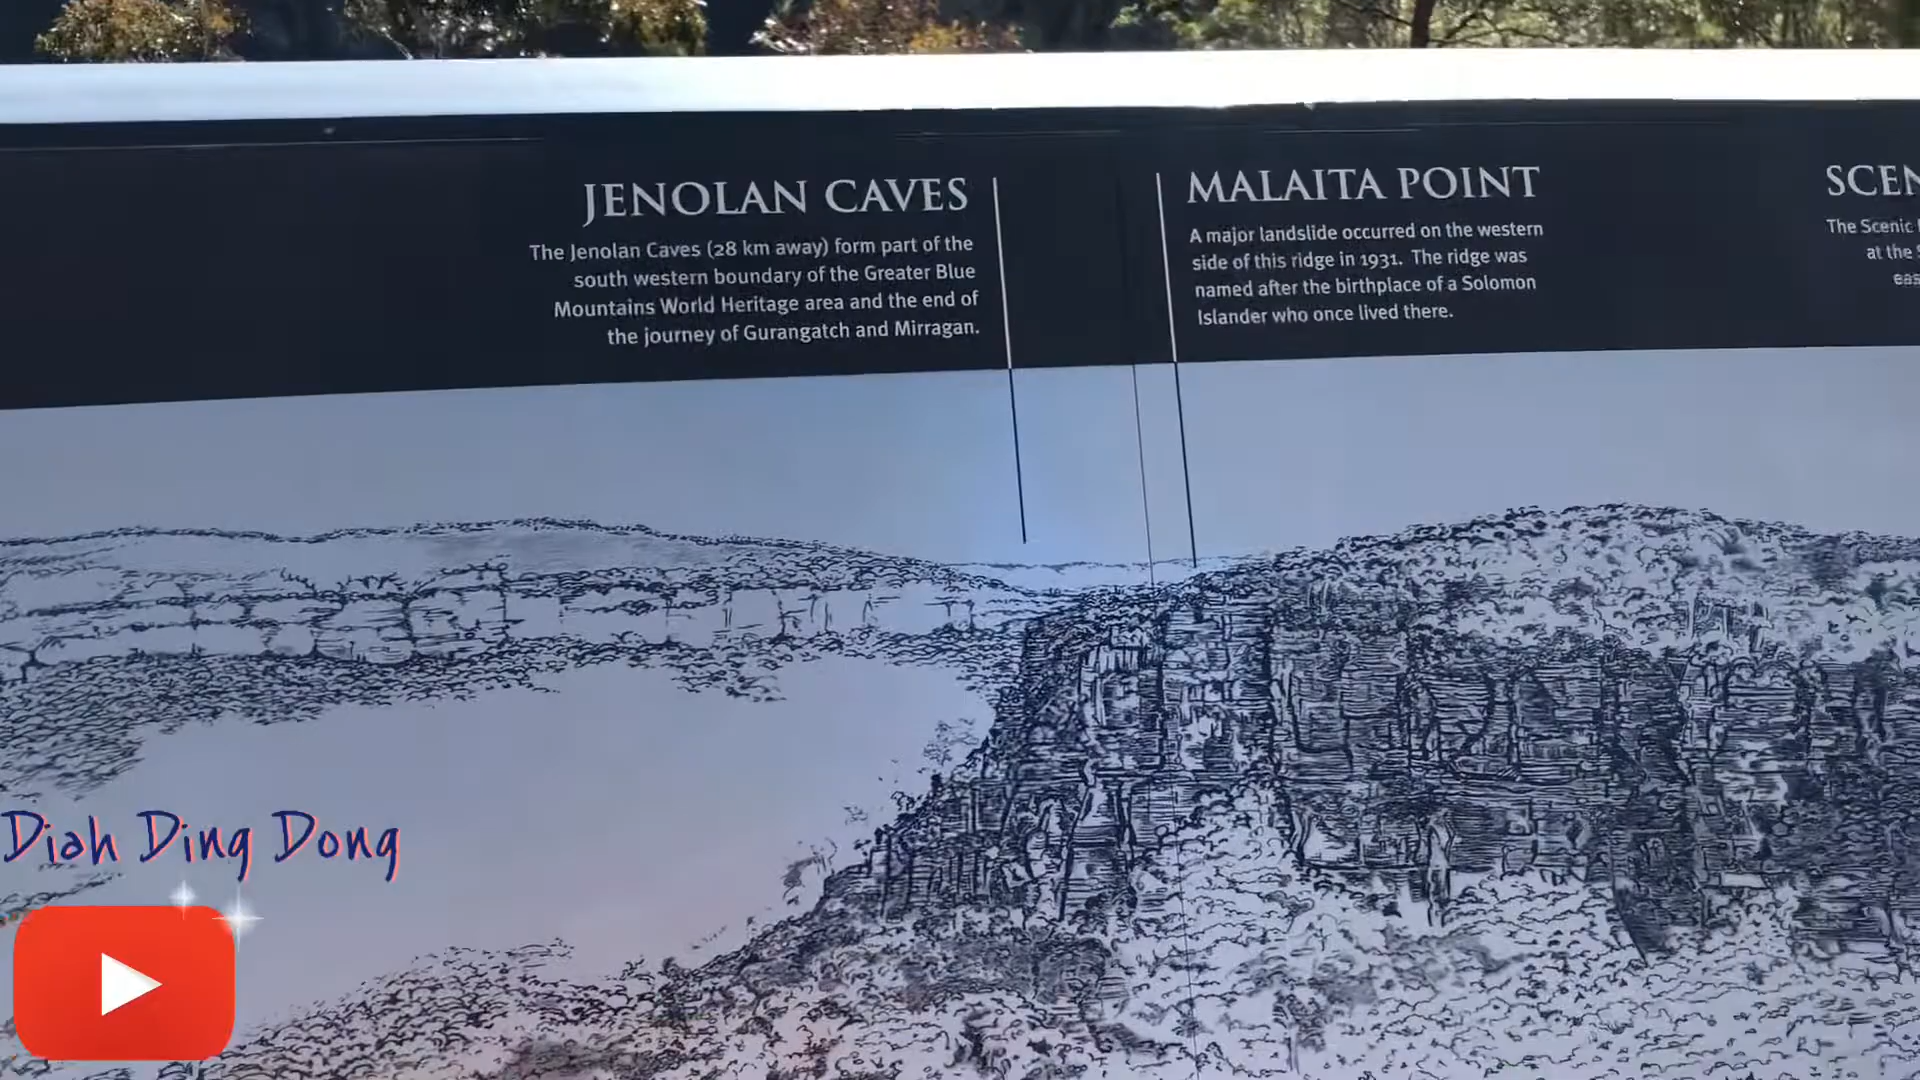 JENOLAN CAVES
The Jenolan Caves (28 km away) form part of the
south western boundary of the Greater Blue
Mountains World Heritage area and the end of
the journey of Gurangatch and Mirragan.
MALAITA POINT
A major landslide occurred on the western
side of this ridge in 1931. The ridge was
named after the birthplace of a Solomon
Islander who once lived there.
The Scenic
at the
Diah Ding Dong